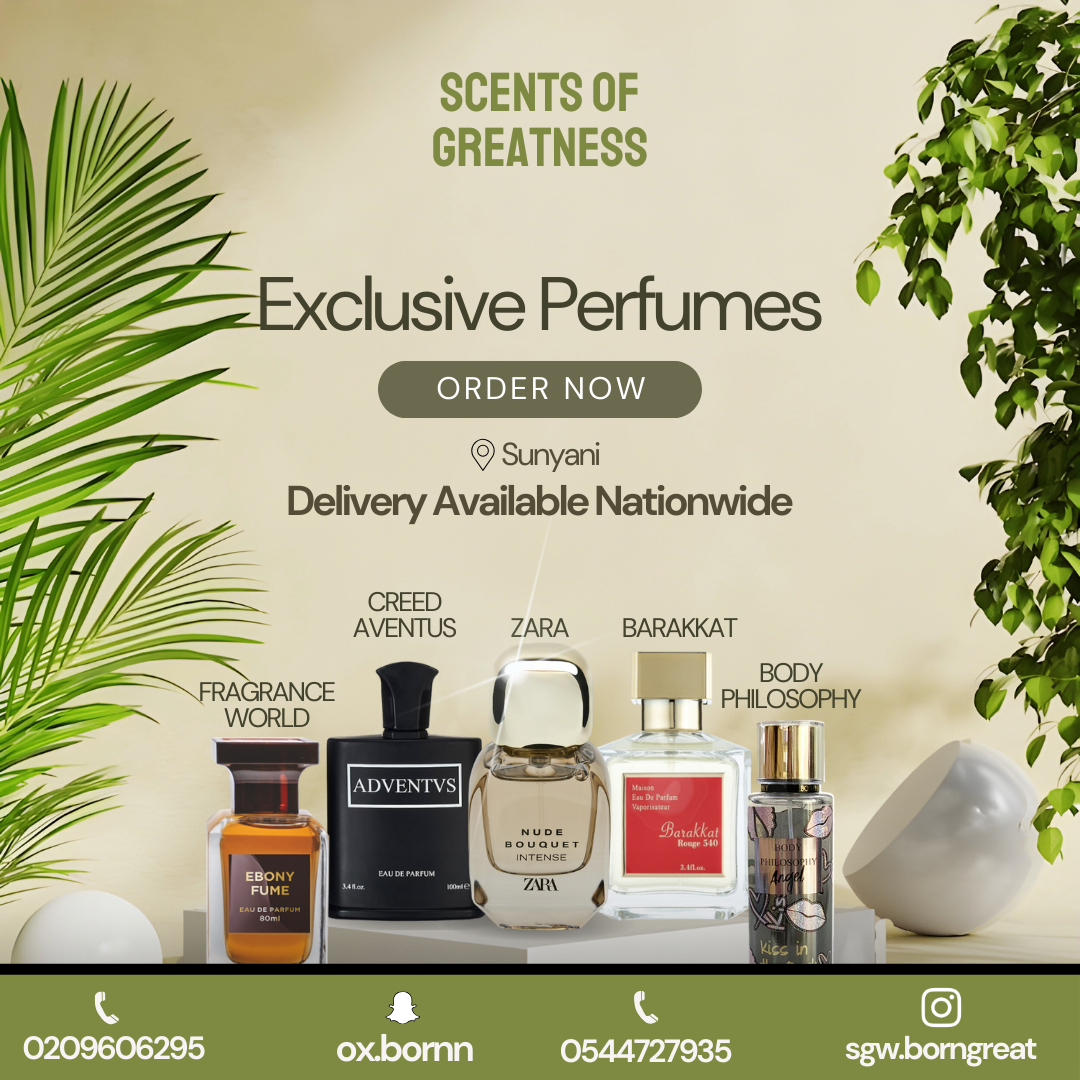 SCENTS OF
GREATNESS
Exclusive Perfumes
ORDER NOW
Sunyani
Delivery Available Nationwide
CREED
AVENTUS
ZARA
BARAKKAT
BODY
PHILOSOPHY
FRAGRANCE
WORLD
EBONY
FUME
EAU DE PARFUM
80ml
ADVENTVS
EAU DE PARFUM
3.4 fl.oz. 100ml e
NUDE
BOUQUET
INTENSE
ZARA
Maison
Eau De Parfum
Vaporisateur
Barakkat
Rouge 540
3.4fl.oz.
BODY
PHILOSOPHY
Angel
Kiss in
0209606295
ox.bornn
0544727935
sgw.borngreat